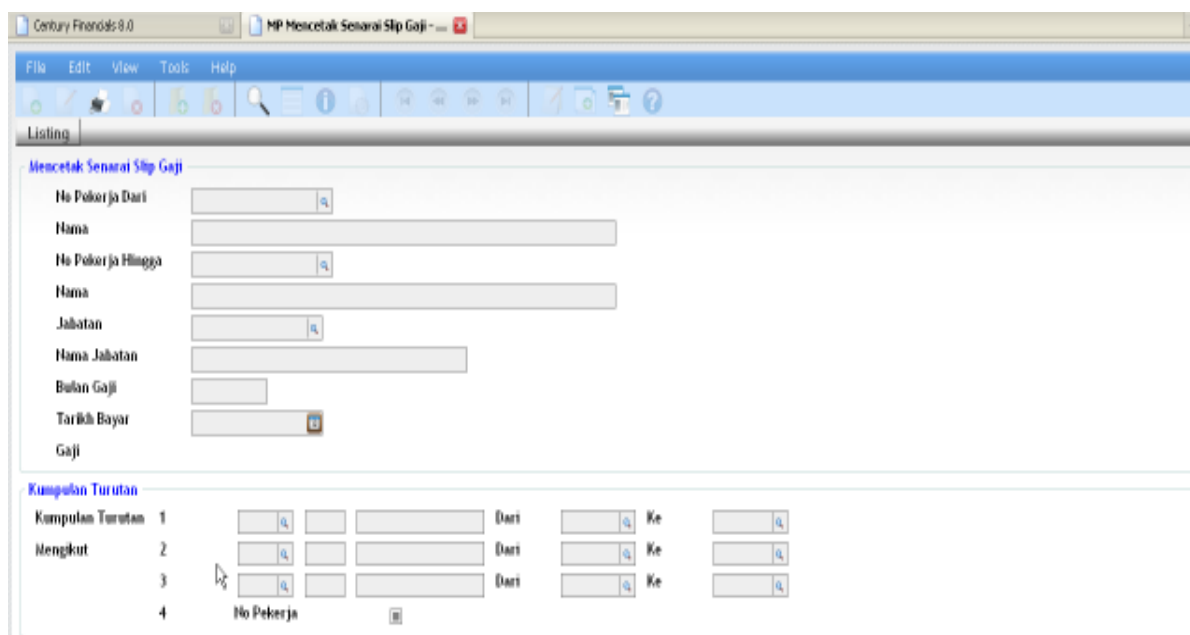 Century Financials 8.0 MP Mencetak Senarai Slip Gaji - ...
File Edit View Tools Help
Listing
Mencetak Senarai Slip Gaji
No Pekerja Dari
Nama
No Pekerja Hingga
Nama
Jabatan
Nama Jabatan
Bulan Gaji
Tarikh Bayar
Gaji
Kumpulan Turutan
Kumpulan Turutan 1 Dari Ke
Mengikut 2 Dari Ke
3 Dari Ke
4 No Pekerja